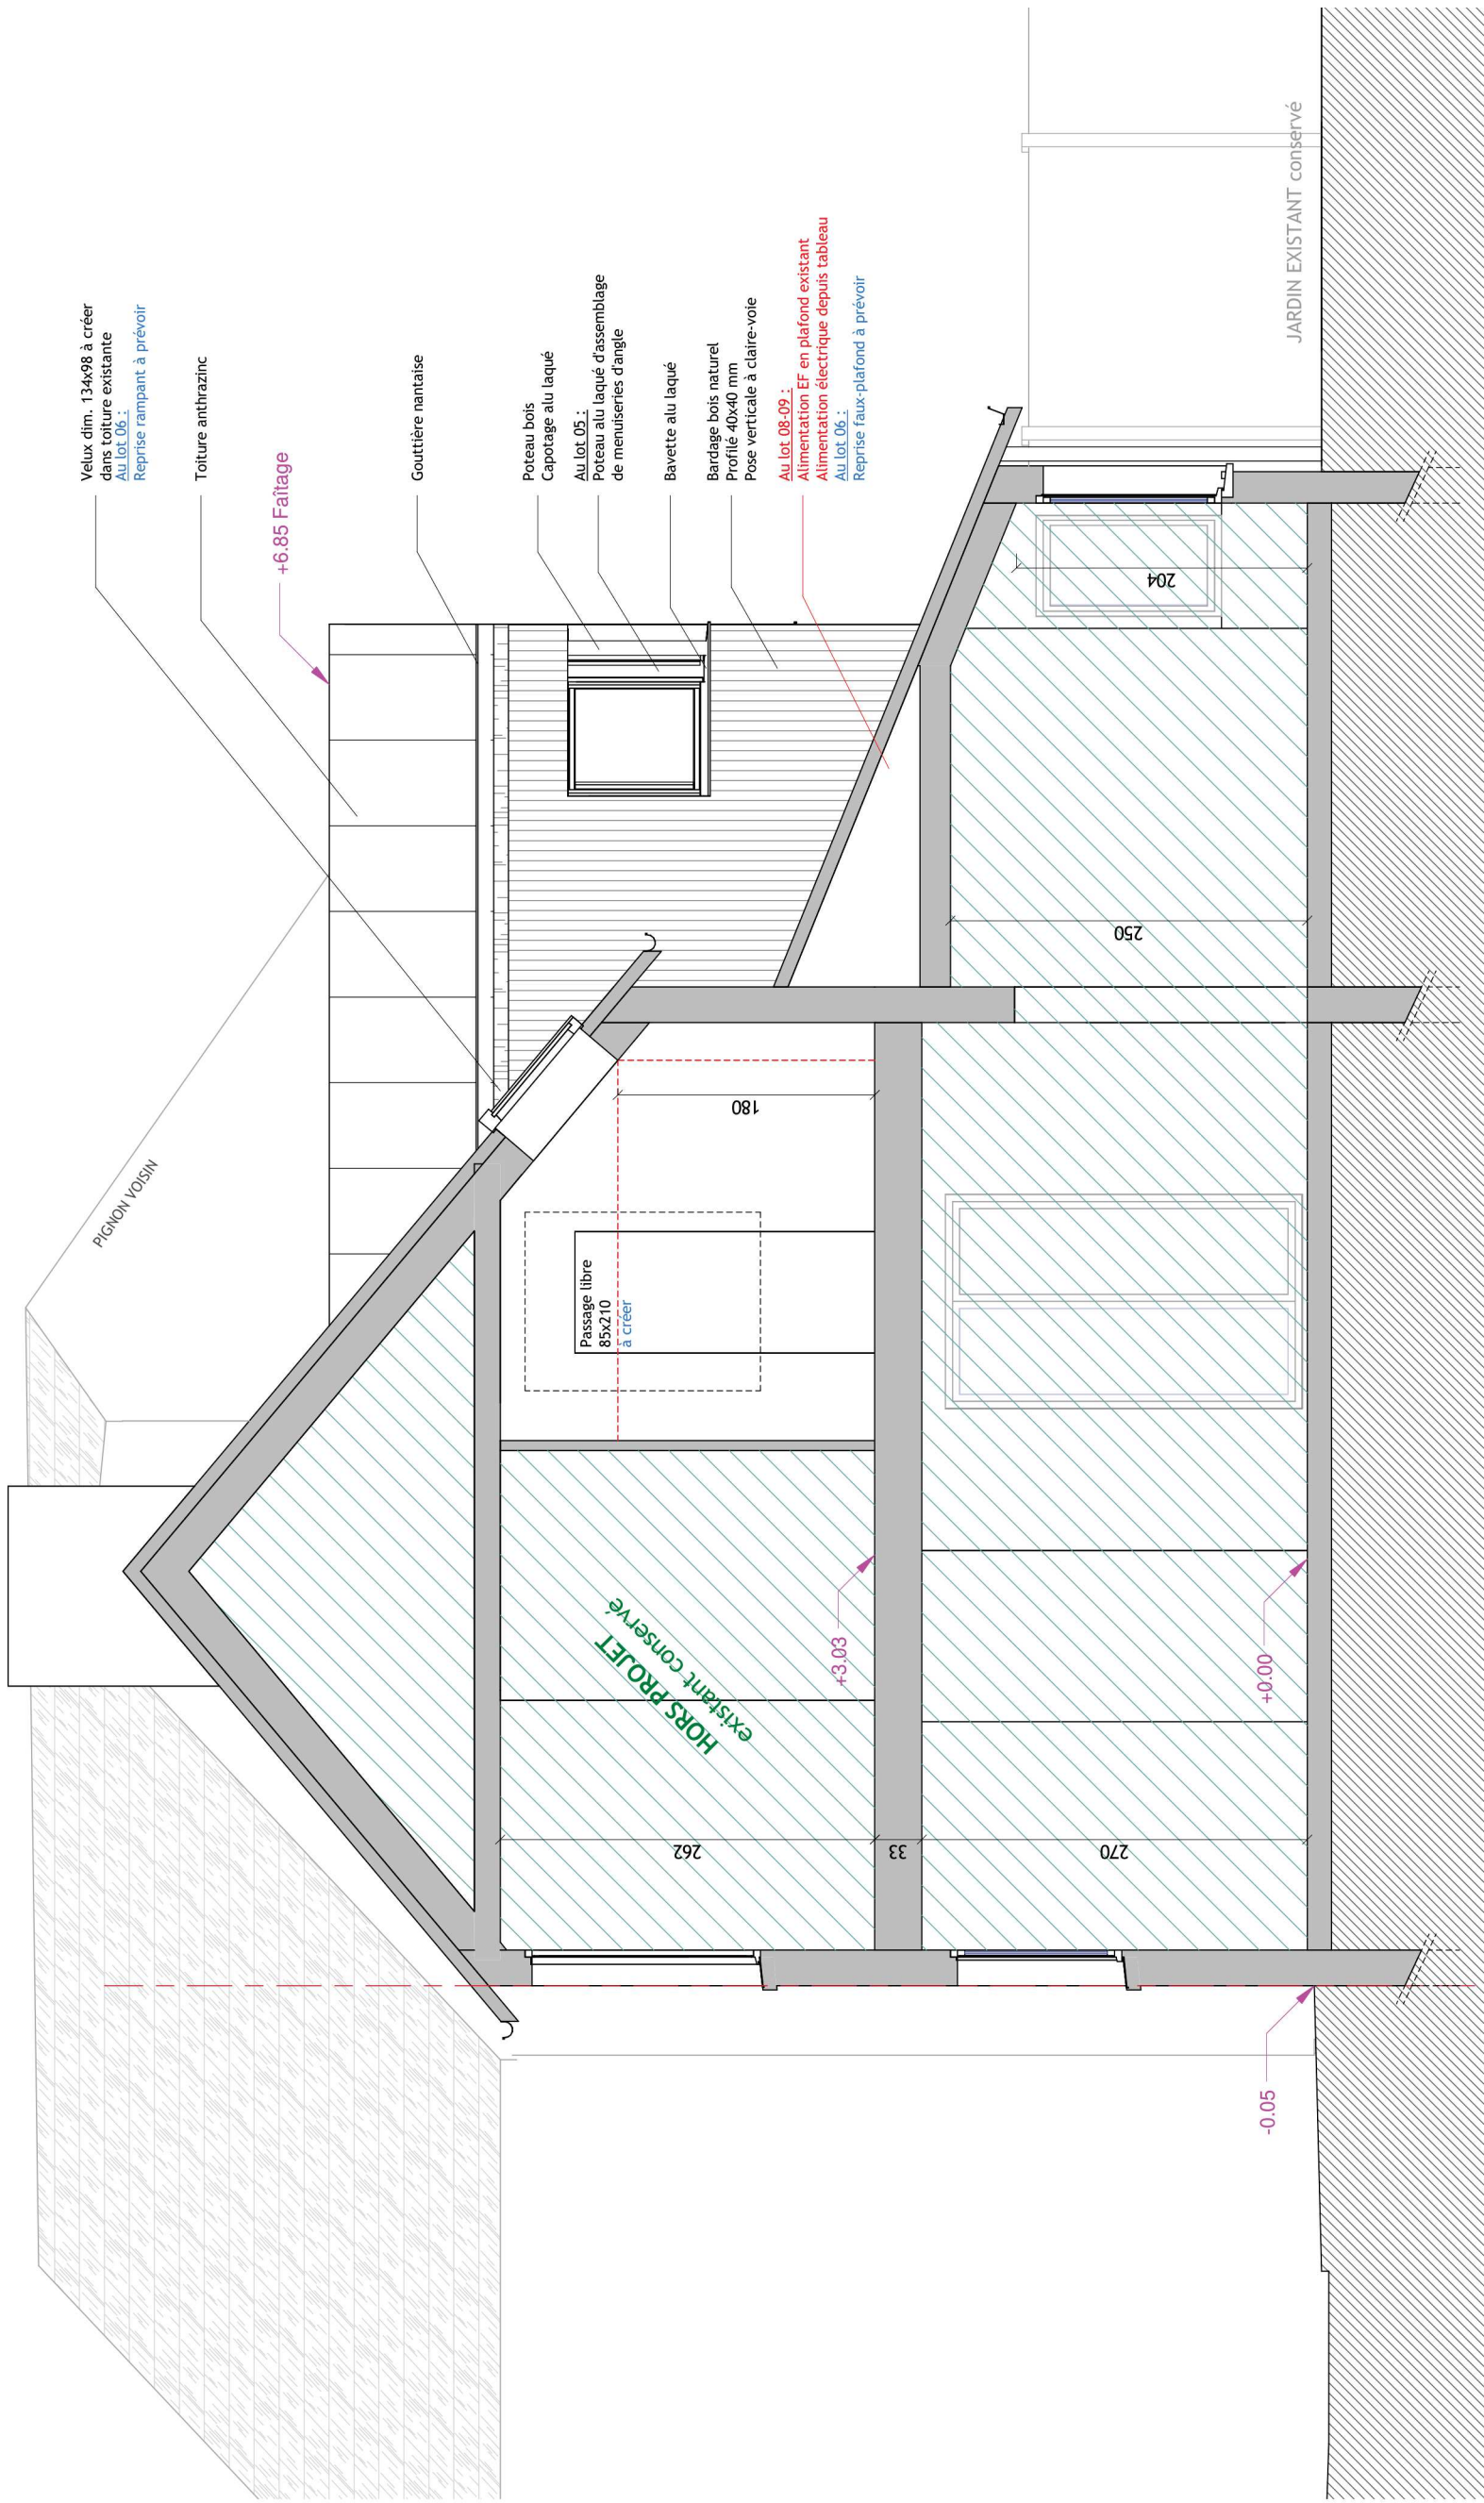 Velux dim. 134x98 à créer
dans toiture existante
Au lot 06 :
Reprise rampant à prévoir
Toiture anthrazinc
+6.85 Faîtage
Gouttière nantaise
Poteau bois
Capotage alu laqué
Au lot 05 :
Poteau alu laqué d'assemblage
de menuiseries d'angle
Bavette alu laqué
Bardage bois naturel
Profilé 40x40 mm
Pose verticale à claire-voie
Au lot 08-09 :
Alimentation EF en plafond existant
Alimentation électrique depuis tableau
Au lot 06 :
Reprise faux-plafond à prévoir
JARDIN EXISTANT conservé
PIGNON VOISIN
Passage libre
85x210
à créer
180
204
250
HORS PROJET
existant conservé
262
33
270
+3.03
+0.00
-0.05